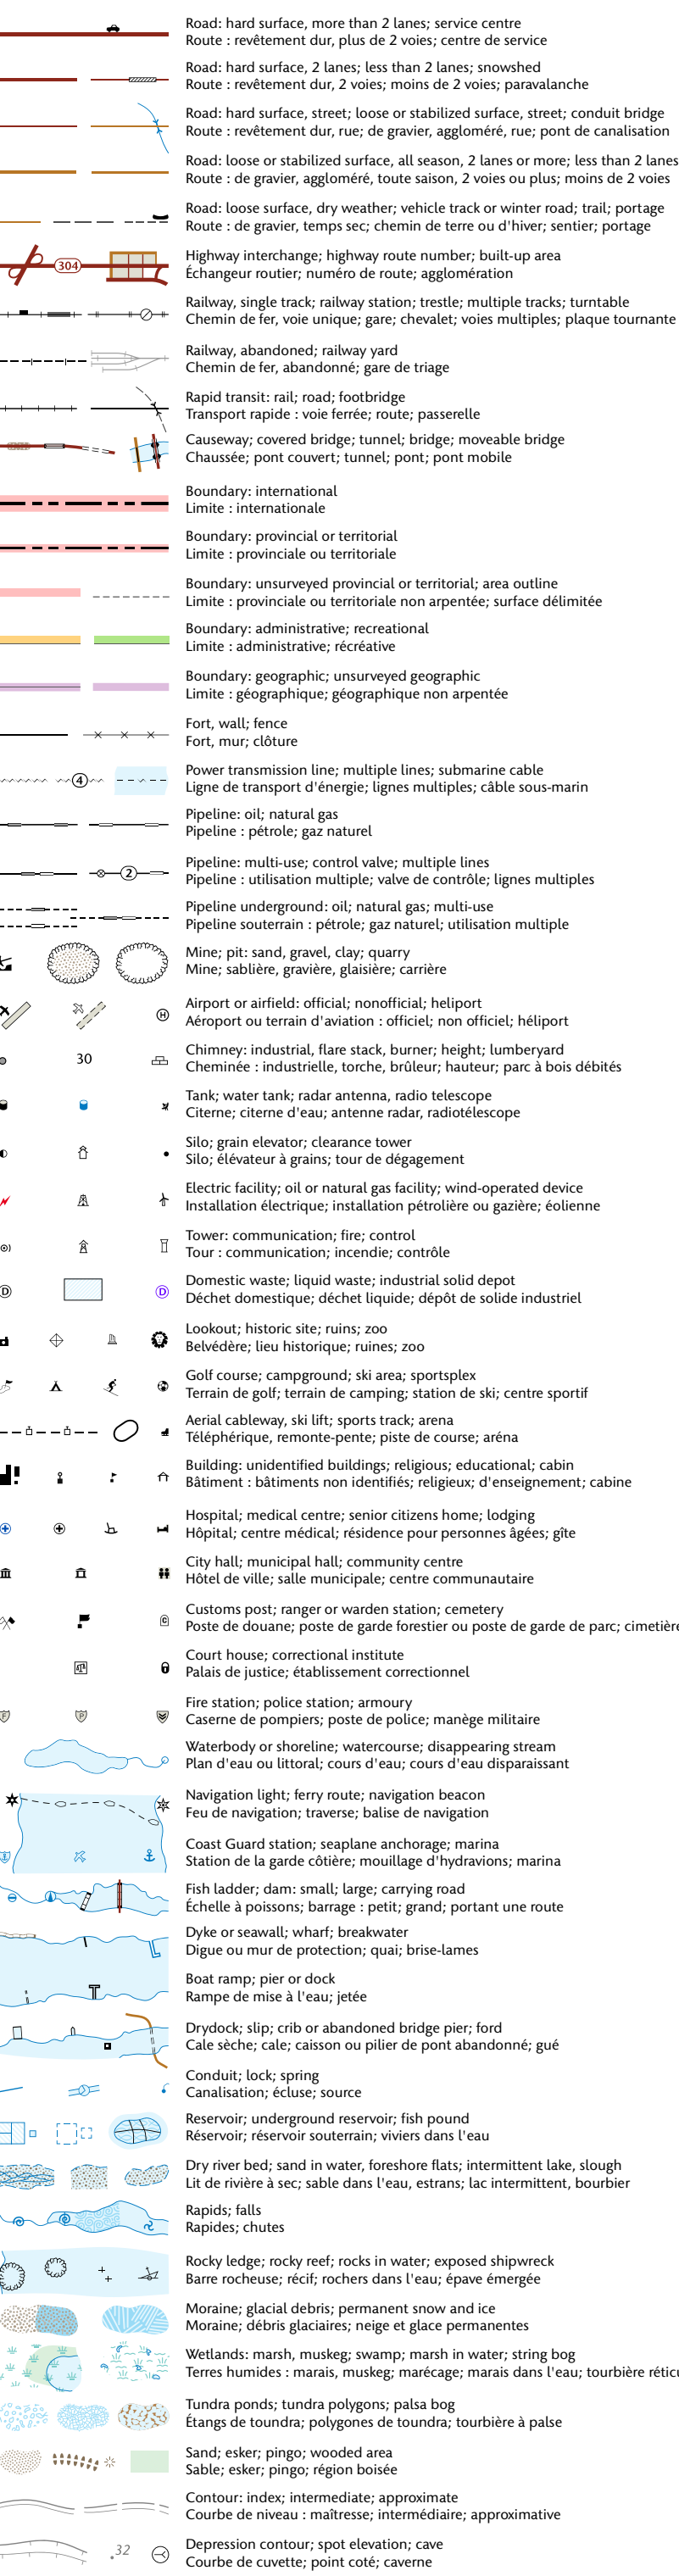 Road: hard surface, more than 2 lanes; service centre
Route : revêtement dur, plus de 2 voies; centre de service
Road: hard surface, 2 lanes; less than 2 lanes; snowshed
Route : revêtement dur, 2 voies; moins de 2 voies; paravalanche
Road: hard surface, street; loose or stabilized surface, street; conduit bridge
Route : revêtement dur, rue; de gravier, aggloméré, rue; pont de canalisation
Road: loose or stabilized surface, all season, 2 lanes or more; less than 2 lanes
Route : de gravier, aggloméré, toute saison, 2 voies ou plus; moins de 2 voies
Road: loose surface, dry weather; vehicle track or winter road; trail; portage
Route : de gravier, temps sec; chemin de terre ou d'hiver; sentier; portage
304
Highway interchange; highway route number; built-up area
Échangeur routier; numéro de route; agglomération
Railway, single track; railway station; trestle; multiple tracks; turntable
Chemin de fer, voie unique; gare; chevalet; voies multiples; plaque tournante
Railway, abandoned; railway yard
Chemin de fer, abandonné; gare de triage
Rapid transit: rail; road; footbridge
Transport rapide : voie ferrée; route; passerelle
Causeway; covered bridge; tunnel; bridge; moveable bridge
Chaussée; pont couvert; tunnel; pont; pont mobile
Boundary: international
Limite : internationale
Boundary: provincial or territorial
Limite : provinciale ou territoriale
Boundary: unsurveyed provincial or territorial; area outline
Limite : provinciale ou territoriale non arpentée; surface délimitée
Boundary: administrative; recreational
Limite : administrative; récréative
Boundary: geographic; unsurveyed geographic
Limite : géographique; géographique non arpentée
Fort, wall; fence
Fort, mur; clôture
4
Power transmission line; multiple lines; submarine cable
Ligne de transport d'énergie; lignes multiples; câble sous-marin
Pipeline: oil; natural gas
Pipeline : pétrole; gaz naturel
2
Pipeline: multi-use; control valve; multiple lines
Pipeline : utilisation multiple; valve de contrôle; lignes multiples
Pipeline underground: oil; natural gas; multi-use
Pipeline souterrain : pétrole; gaz naturel; utilisation multiple
Mine; pit: sand, gravel, clay; quarry
Mine; sablière, gravière, glaisière; carrière
H
Airport or airfield: official; nonofficial; heliport
Aéroport ou terrain d'aviation : officiel; non officiel; héliport
30
Chimney: industrial, flare stack, burner; height; lumberyard
Cheminée : industrielle, torche, brûleur; hauteur; parc à bois débités
Tank; water tank; radar antenna, radio telescope
Citerne; citerne d'eau; antenne radar, radiotélescope
Silo; grain elevator; clearance tower
Silo; élévateur à grains; tour de dégagement
Electric facility; oil or natural gas facility; wind-operated device
Installation électrique; installation pétrolière ou gazière; éolienne
Tower: communication; fire; control
Tour : communication; incendie; contrôle
D D
Domestic waste; liquid waste; industrial solid depot
Déchet domestique; déchet liquide; dépôt de solide industriel
Lookout; historic site; ruins; zoo
Belvédère; lieu historique; ruines; zoo
Golf course; campground; ski area; sportsplex
Terrain de golf; terrain de camping; station de ski; centre sportif
Aerial cableway, ski lift; sports track; arena
Téléphérique, remonte-pente; piste de course; aréna
Building: unidentified buildings; religious; educational; cabin
Bâtiment : bâtiments non identifiés; religieux; d'enseignement; cabine
Hospital; medical centre; senior citizens home; lodging
Hôpital; centre médical; résidence pour personnes âgées; gîte
City hall; municipal hall; community centre
Hôtel de ville; salle municipale; centre communautaire
C
Customs post; ranger or warden station; cemetery
Poste de douane; poste de garde forestier ou poste de garde de parc; cimetière
Court house; correctional institute
Palais de justice; établissement correctionnel
F P
Fire station; police station; armoury
Caserne de pompiers; poste de police; manège militaire
Waterbody or shoreline; watercourse; disappearing stream
Plan d'eau ou littoral; cours d'eau; cours d'eau disparaissant
Navigation light; ferry route; navigation beacon
Feu de navigation; traverse; balise de navigation
Coast Guard station; seaplane anchorage; marina
Station de la garde côtière; mouillage d'hydravions; marina
Fish ladder; dam: small; large; carrying road
Échelle à poissons; barrage : petit; grand; portant une route
Dyke or seawall; wharf; breakwater
Digue ou mur de protection; quai; brise-lames
Boat ramp; pier or dock
Rampe de mise à l'eau; jetée
Drydock; slip; crib or abandoned bridge pier; ford
Cale sèche; cale; caisson ou pilier de pont abandonné; gué
Conduit; lock; spring
Canalisation; écluse; source
Reservoir; underground reservoir; fish pound
Réservoir; réservoir souterrain; viviers dans l'eau
Dry river bed; sand in water, foreshore flats; intermittent lake, slough
Lit de rivière à sec; sable dans l'eau, estrans; lac intermittent, bourbier
Rapids; falls
Rapides; chutes
Rocky ledge; rocky reef; rocks in water; exposed shipwreck
Barre rocheuse; récif; rochers dans l'eau; épave émergée
Moraine; glacial debris; permanent snow and ice
Moraine; débris glaciaires; neige et glace permanentes
Wetlands: marsh, muskeg; swamp; marsh in water; string bog
Terres humides : marais, muskeg; marécage; marais dans l'eau; tourbière
Tundra ponds; tundra polygons; palsa bog
Étangs de toundra; polygones de toundra; tourbière à palse
Sand; esker; pingo; wooded area
Sable; esker; pingo; région boisée
Contour: index; intermediate; approximate
Courbe de niveau : maîtresse; intermédiaire; approximative
.32
Depression contour; spot elevation; cave
Courbe de cuvette; point coté; caverne